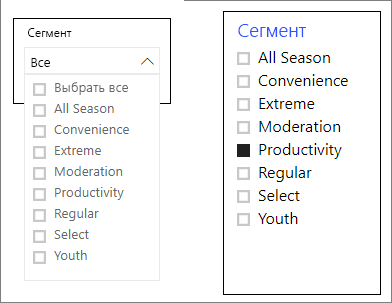 Сегмент
Все
Выбрать все
All Season
Convenience
Extreme
Moderation
Productivity
Regular
Select
Youth
Сегмент
All Season
Convenience
Extreme
Moderation
Productivity
Regular
Select
Youth